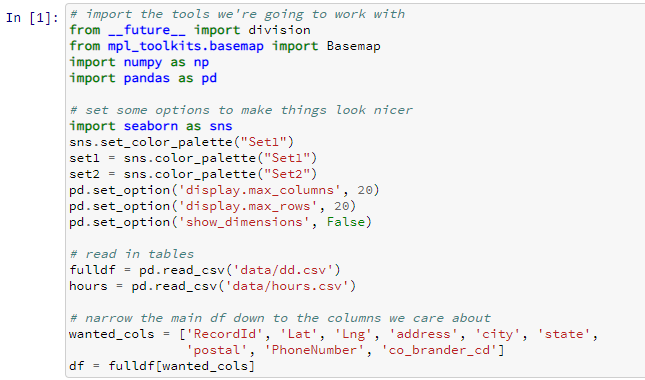 In [1]:
# import the tools we're going to work with
from __future__ import division
from mpl_toolkits.basemap import Basemap
import numpy as np
import pandas as pd
# set some options to make things look nicer
import seaborn as sns
sns.set_color_palette("Set1")
set1 = sns.color_palette("Set1")
set2 = sns.color_palette("Set2")
pd.set_option('display.max_columns', 20)
pd.set_option('display.max_rows', 20)
pd.set_option('show_dimensions', False)
# read in tables
fulldf = pd.read_csv('data/dd.csv')
hours = pd.read_csv('data/hours.csv')
# narrow the main df down to the columns we care about
wanted_cols = ['RecordId', 'Lat', 'Lng', 'address', 'city', 'state',
'postal', 'PhoneNumber', 'co_brander_cd']
df = fulldf[wanted_cols]